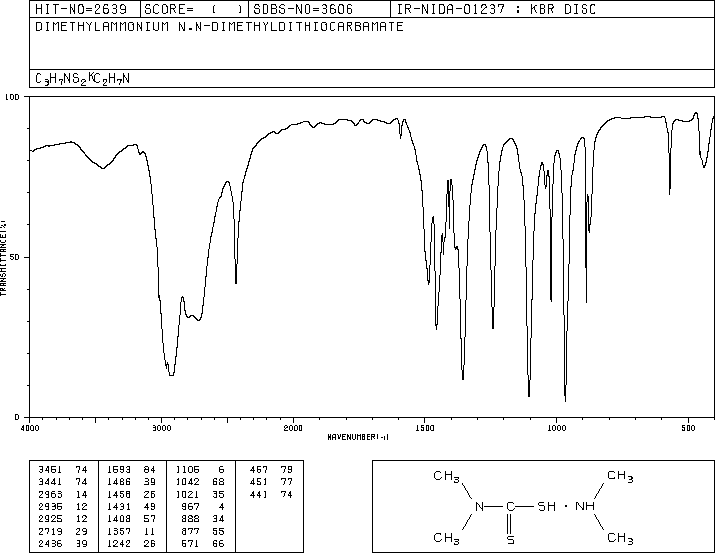 HIT-NO=2639 SCORE= ( ) SDBS-NO=3606 IR-NIDA-01237 : KBR DISC
DIMETHYLAMMONIUM N,N-DIMETHYLDITHIOCARBAMATE
C3H7NS2·C2H7N
100
50
0
TRANSMITTANCE(%)
4000 3000 2000 1500 1000 500
WAVENUMBER(-1)
3461 74 1593 84 1106 6 467 79
3441 74 1486 39 1042 68 451 77
2963 14 1458 26 1021 35 441 74
2935 12 1431 49 967 4
2925 12 1408 57 888 34
2719 29 1357 11 877 55
2436 39 1242 26 571 66
CH3 CH3
N C SH · NH
CH3 S CH3